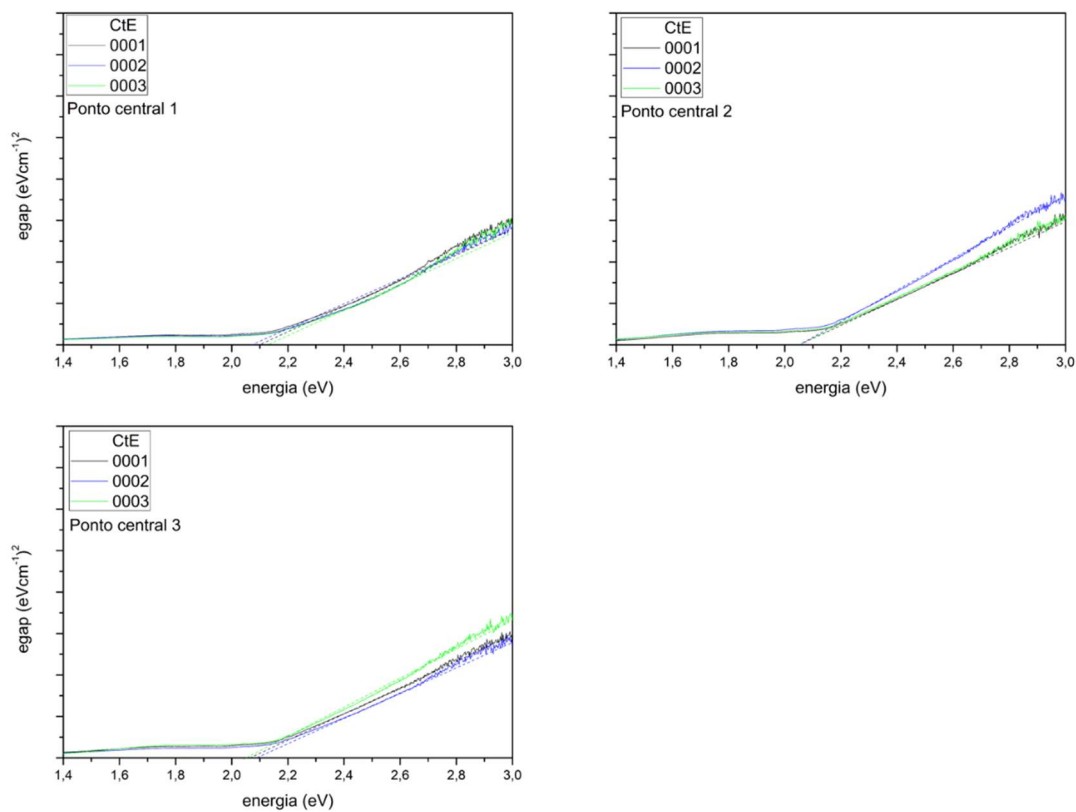 CtE
0001
0002
0003
Ponto central 1
egap (eVcm⁻¹)²
1,4 1,6 1,8 2,0 2,2 2,4 2,6 2,8 3,0
energia (eV)
CtE
0001
0002
0003
Ponto central 2
1,4 1,6 1,8 2,0 2,2 2,4 2,6 2,8 3,0
energia (eV)
CtE
0001
0002
0003
Ponto central 3
egap (eVcm⁻¹)²
1,4 1,6 1,8 2,0 2,2 2,4 2,6 2,8 3,0
energia (eV)